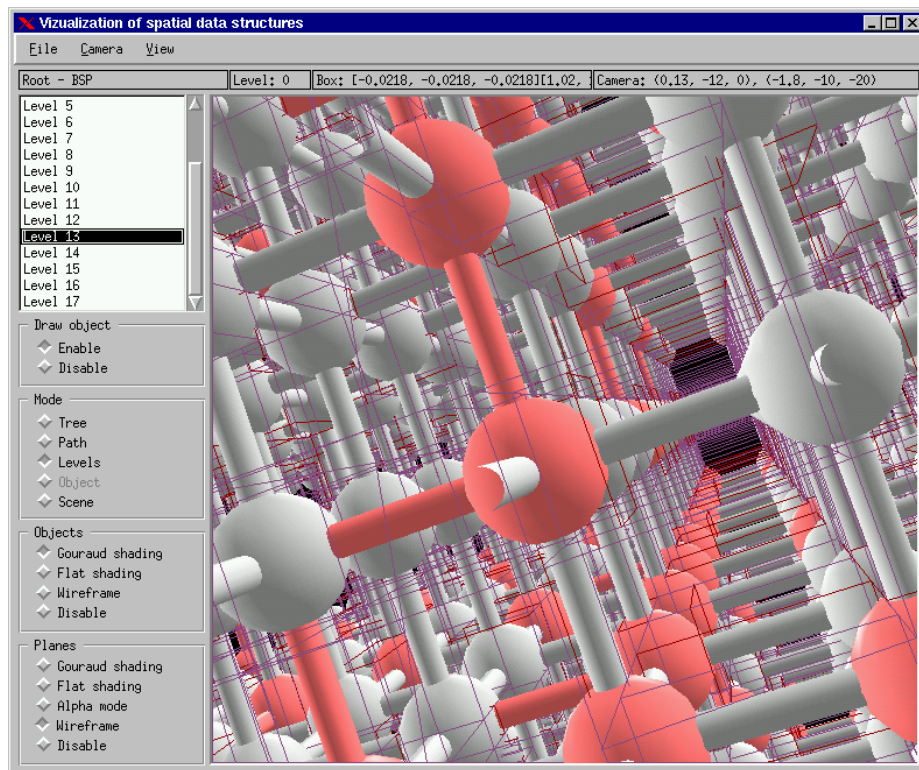 Vizualization of spatial data structures
File Camera View
Root - BSP Level: 0 Box: [-0.0218, -0.0218, -0.0218][1.02, Camera: (0.13, -12, 0), (-1.8, -10, -20)
Level 5
Level 6
Level 7
Level 8
Level 9
Level 10
Level 11
Level 12
Level 13
Level 14
Level 15
Level 16
Level 17
Draw object
Enable
Disable
Mode
Tree
Path
Levels
Object
Scene
Objects
Gouraud shading
Flat shading
Wireframe
Disable
Planes
Gouraud shading
Flat shading
Alpha mode
Wireframe
Disable